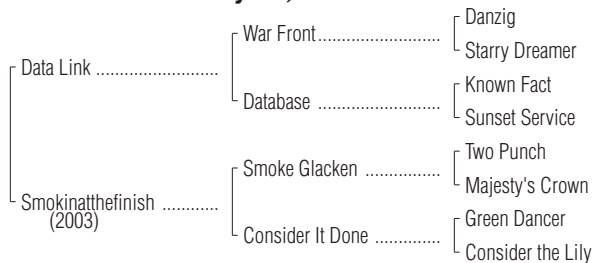 Danzig
War Front
Starry Dreamer
Data Link
Known Fact
Database
Sunset Service
Two Punch
Smoke Glacken
Majesty's Crown
Smokinatthefinish
(2003)
Green Dancer
Consider It Done
Consider the Lily